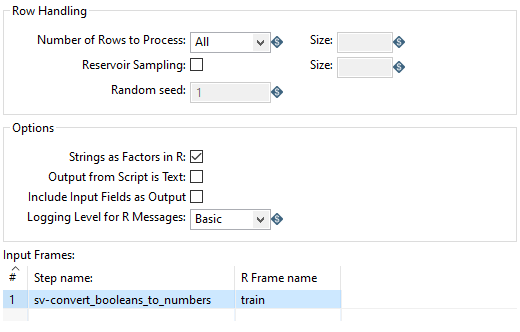 Row Handling
Number of Rows to Process: All Size:
Reservoir Sampling: Size:
Random seed: 1
Options
Strings as Factors in R:
Output from Script is Text:
Include Input Fields as Output
Logging Level for R Messages: Basic
Input Frames:
# Step name: R Frame name
1 sv-convert_booleans_to_numbers train